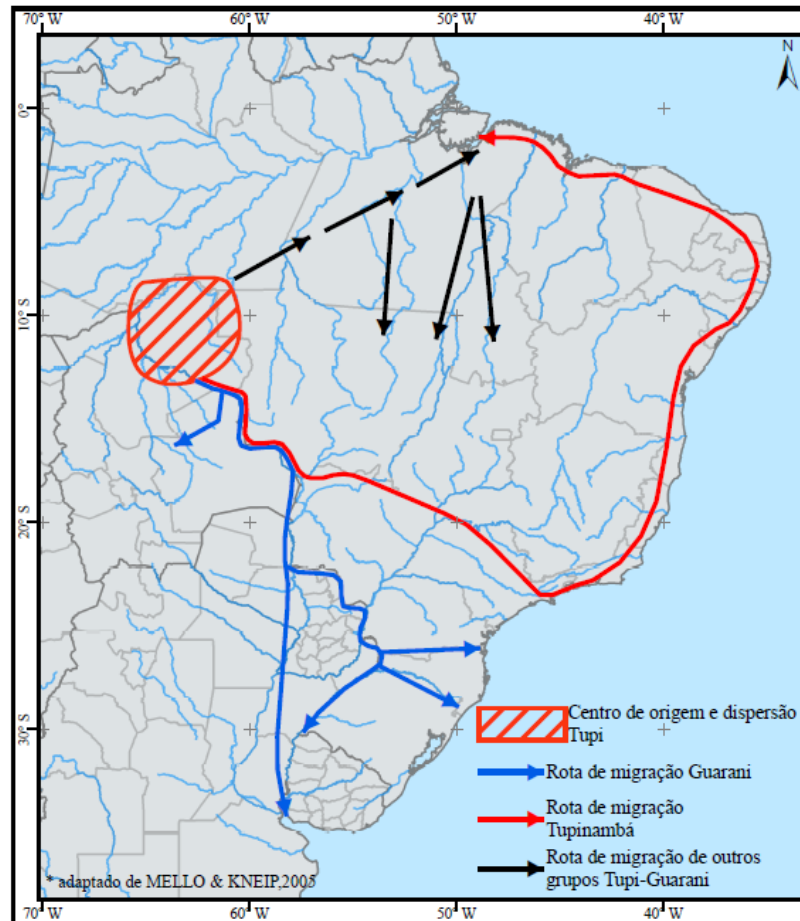 70°W 60°W 50°W 40°W
N
0°
10°S
20°S
30°S
Centro de origem e dispersão
Tupi
Rota de migração Guarani
Rota de migração
Tupinambá
Rota de migração de outros
grupos Tupi-Guarani
* adaptado de MELLO & KNEIP,2005
70°W 60°W 50°W 40°W